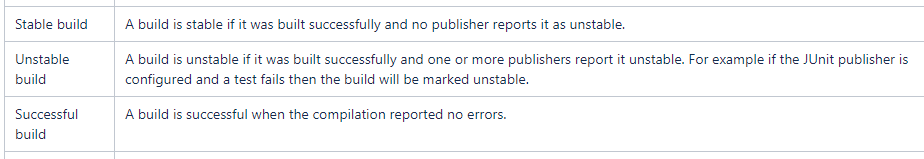 Stable build
A build is stable if it was built successfully and no publisher reports it as unstable.
Unstable
build
A build is unstable if it was built successfully and one or more publishers report it unstable. For example if the JUnit publisher is
configured and a test fails then the build will be marked unstable.
Successful
build
A build is successful when the compilation reported no errors.